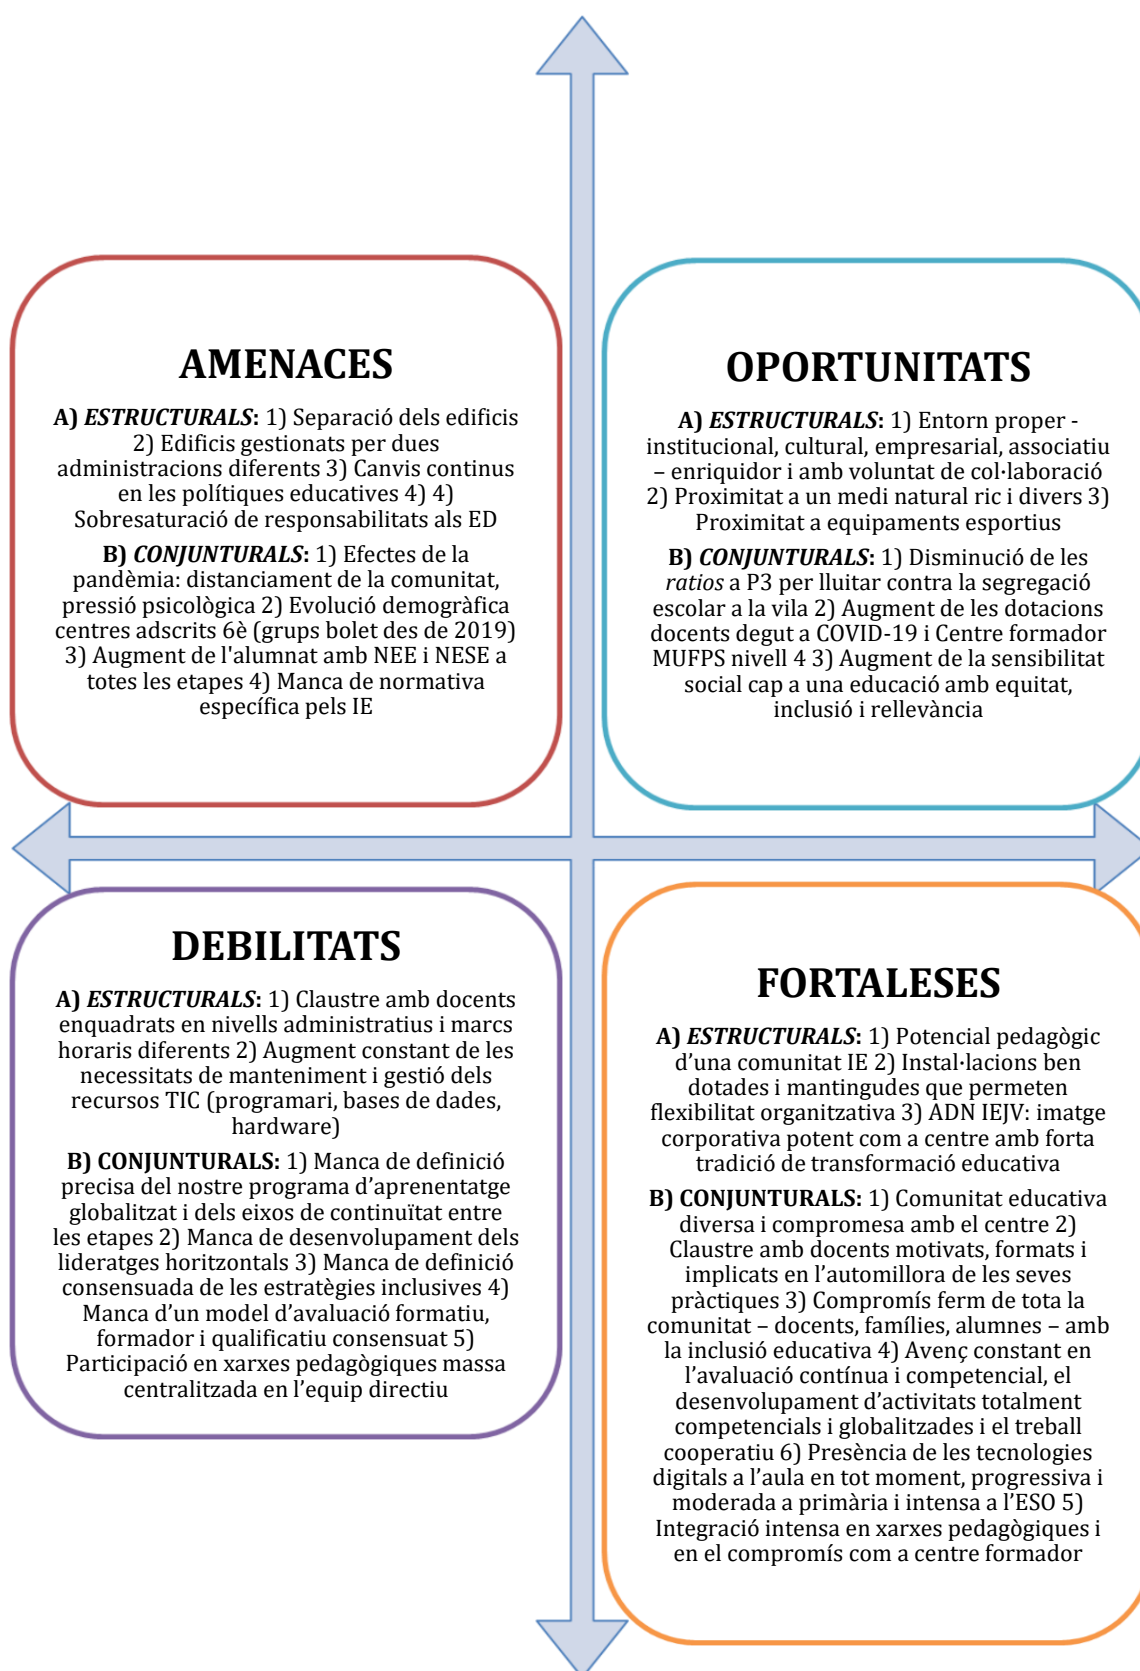 AMENACES
A) ESTRUCTURALS: 1) Separació dels edificis
2) Edificis gestionats per dues
administracions diferents 3) Canvis continus
en les polítiques educatives 4) 4)
Sobresaturació de responsabilitats als ED
B) CONJUNTURALS: 1) Efectes de la
pandèmia: distanciament de la comunitat,
pressió psicològica 2) Evolució demogràfica
centres adscrits 6è (grups bolet des de 2019)
3) Augment de l'alumnat amb NEE i NESE a
totes les etapes 4) Manca de normativa
específica pels IE
OPORTUNITATS
A) ESTRUCTURALS: 1) Entorn proper -
institucional, cultural, empresarial, associatiu
– enriquidor i amb voluntat de col·laboració
2) Proximitat a un medi natural ric i divers 3)
Proximitat a equipaments esportius
B) CONJUNTURALS: 1) Disminució de les
ratios a P3 per lluitar contra la segregació
escolar a la vila 2) Augment de les dotacions
docents degut a COVID-19 i Centre formador
MUFPS nivell 4 3) Augment de la sensibilitat
social cap a una educació amb equitat,
inclusió i rellevància
DEBILITATS
A) ESTRUCTURALS: 1) Claustre amb docents
enquadrats en nivells administratius i marcs
horaris diferents 2) Augment constant de les
necessitats de manteniment i gestió dels
recursos TIC (programari, bases de dades,
hardware)
B) CONJUNTURALS: 1) Manca de definició
precisa del nostre programa d’aprenentatge
globalitzat i dels eixos de continuïtat entre
les etapes 2) Manca de desenvolupament dels
lideratges horitzontals 3) Manca de definició
consensuada de les estratègies inclusives 4)
Manca d’un model d’avaluació formatiu,
formador i qualificatiu consensuat 5)
Participació en xarxes pedagògiques massa
centralitzada en l’equip directiu
FORTALESES
A) ESTRUCTURALS: 1) Potencial pedagògic
d’una comunitat IE 2) Instal·lacions ben
dotades i mantingudes que permeten
flexibilitat organitzativa 3) ADN IEJV: imatge
corporativa potent com a centre amb forta
tradició de transformació educativa
B) CONJUNTURALS: 1) Comunitat educativa
diversa i compromesa amb el centre 2)
Claustre amb docents motivats, formats i
implicats en l’automillora de les seves
pràctiques 3) Compromís ferm de tota la
comunitat – docents, famílies, alumnes – amb
la inclusió educativa 4) Avenç constant en
l’avaluació contínua i competencial, el
desenvolupament d’activitats totalment
competencials i globalitzades i el treball
cooperatiu 6) Presència de les tecnologies
digitals a l’aula en tot moment, progressiva i
moderada a primària i intensa a l’ESO 5)
Integració intensa en xarxes pedagògiques i
en el compromís com a centre formador